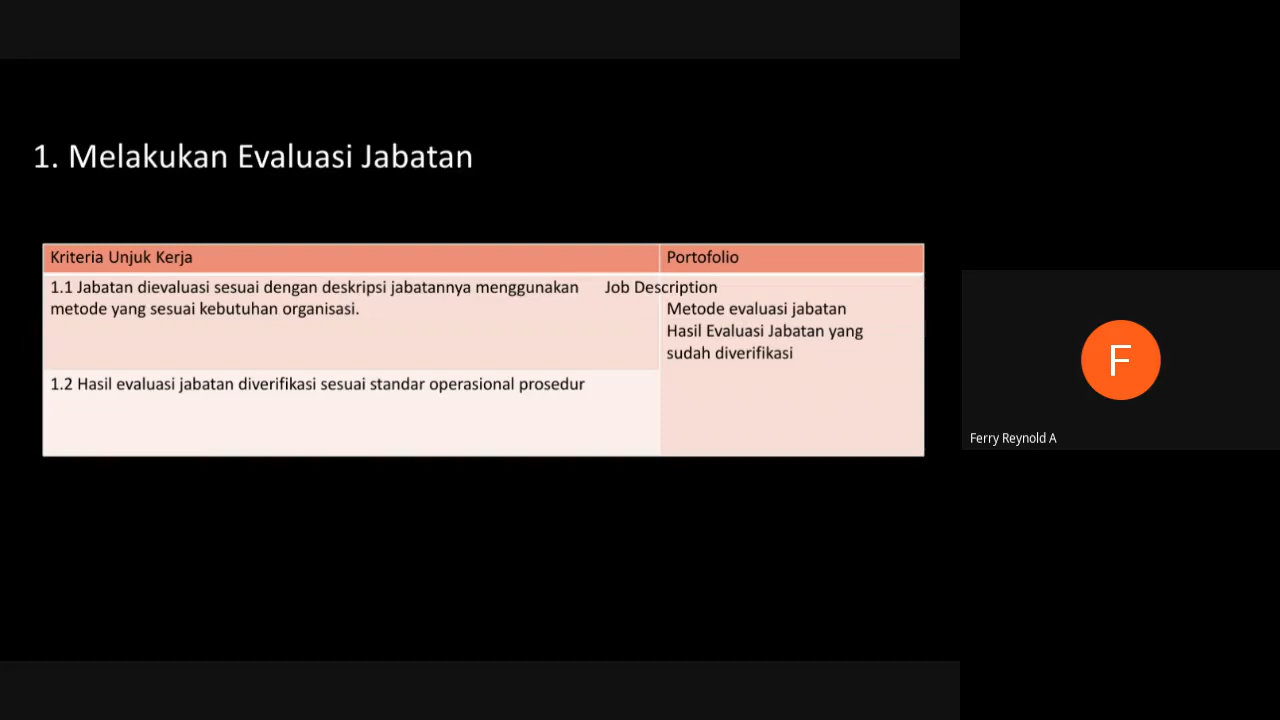 1. Melakukan Evaluasi Jabatan
Kriteria Unjuk Kerja
Portofolio
1.1 Jabatan dievaluasi sesuai dengan deskripsi jabatannya menggunakan
metode yang sesuai kebutuhan organisasi.
Job Description
Metode evaluasi jabatan
Hasil Evaluasi Jabatan yang
sudah diverifikasi
1.2 Hasil evaluasi jabatan diverifikasi sesuai standar operasional prosedur
F
Ferry Reynold A